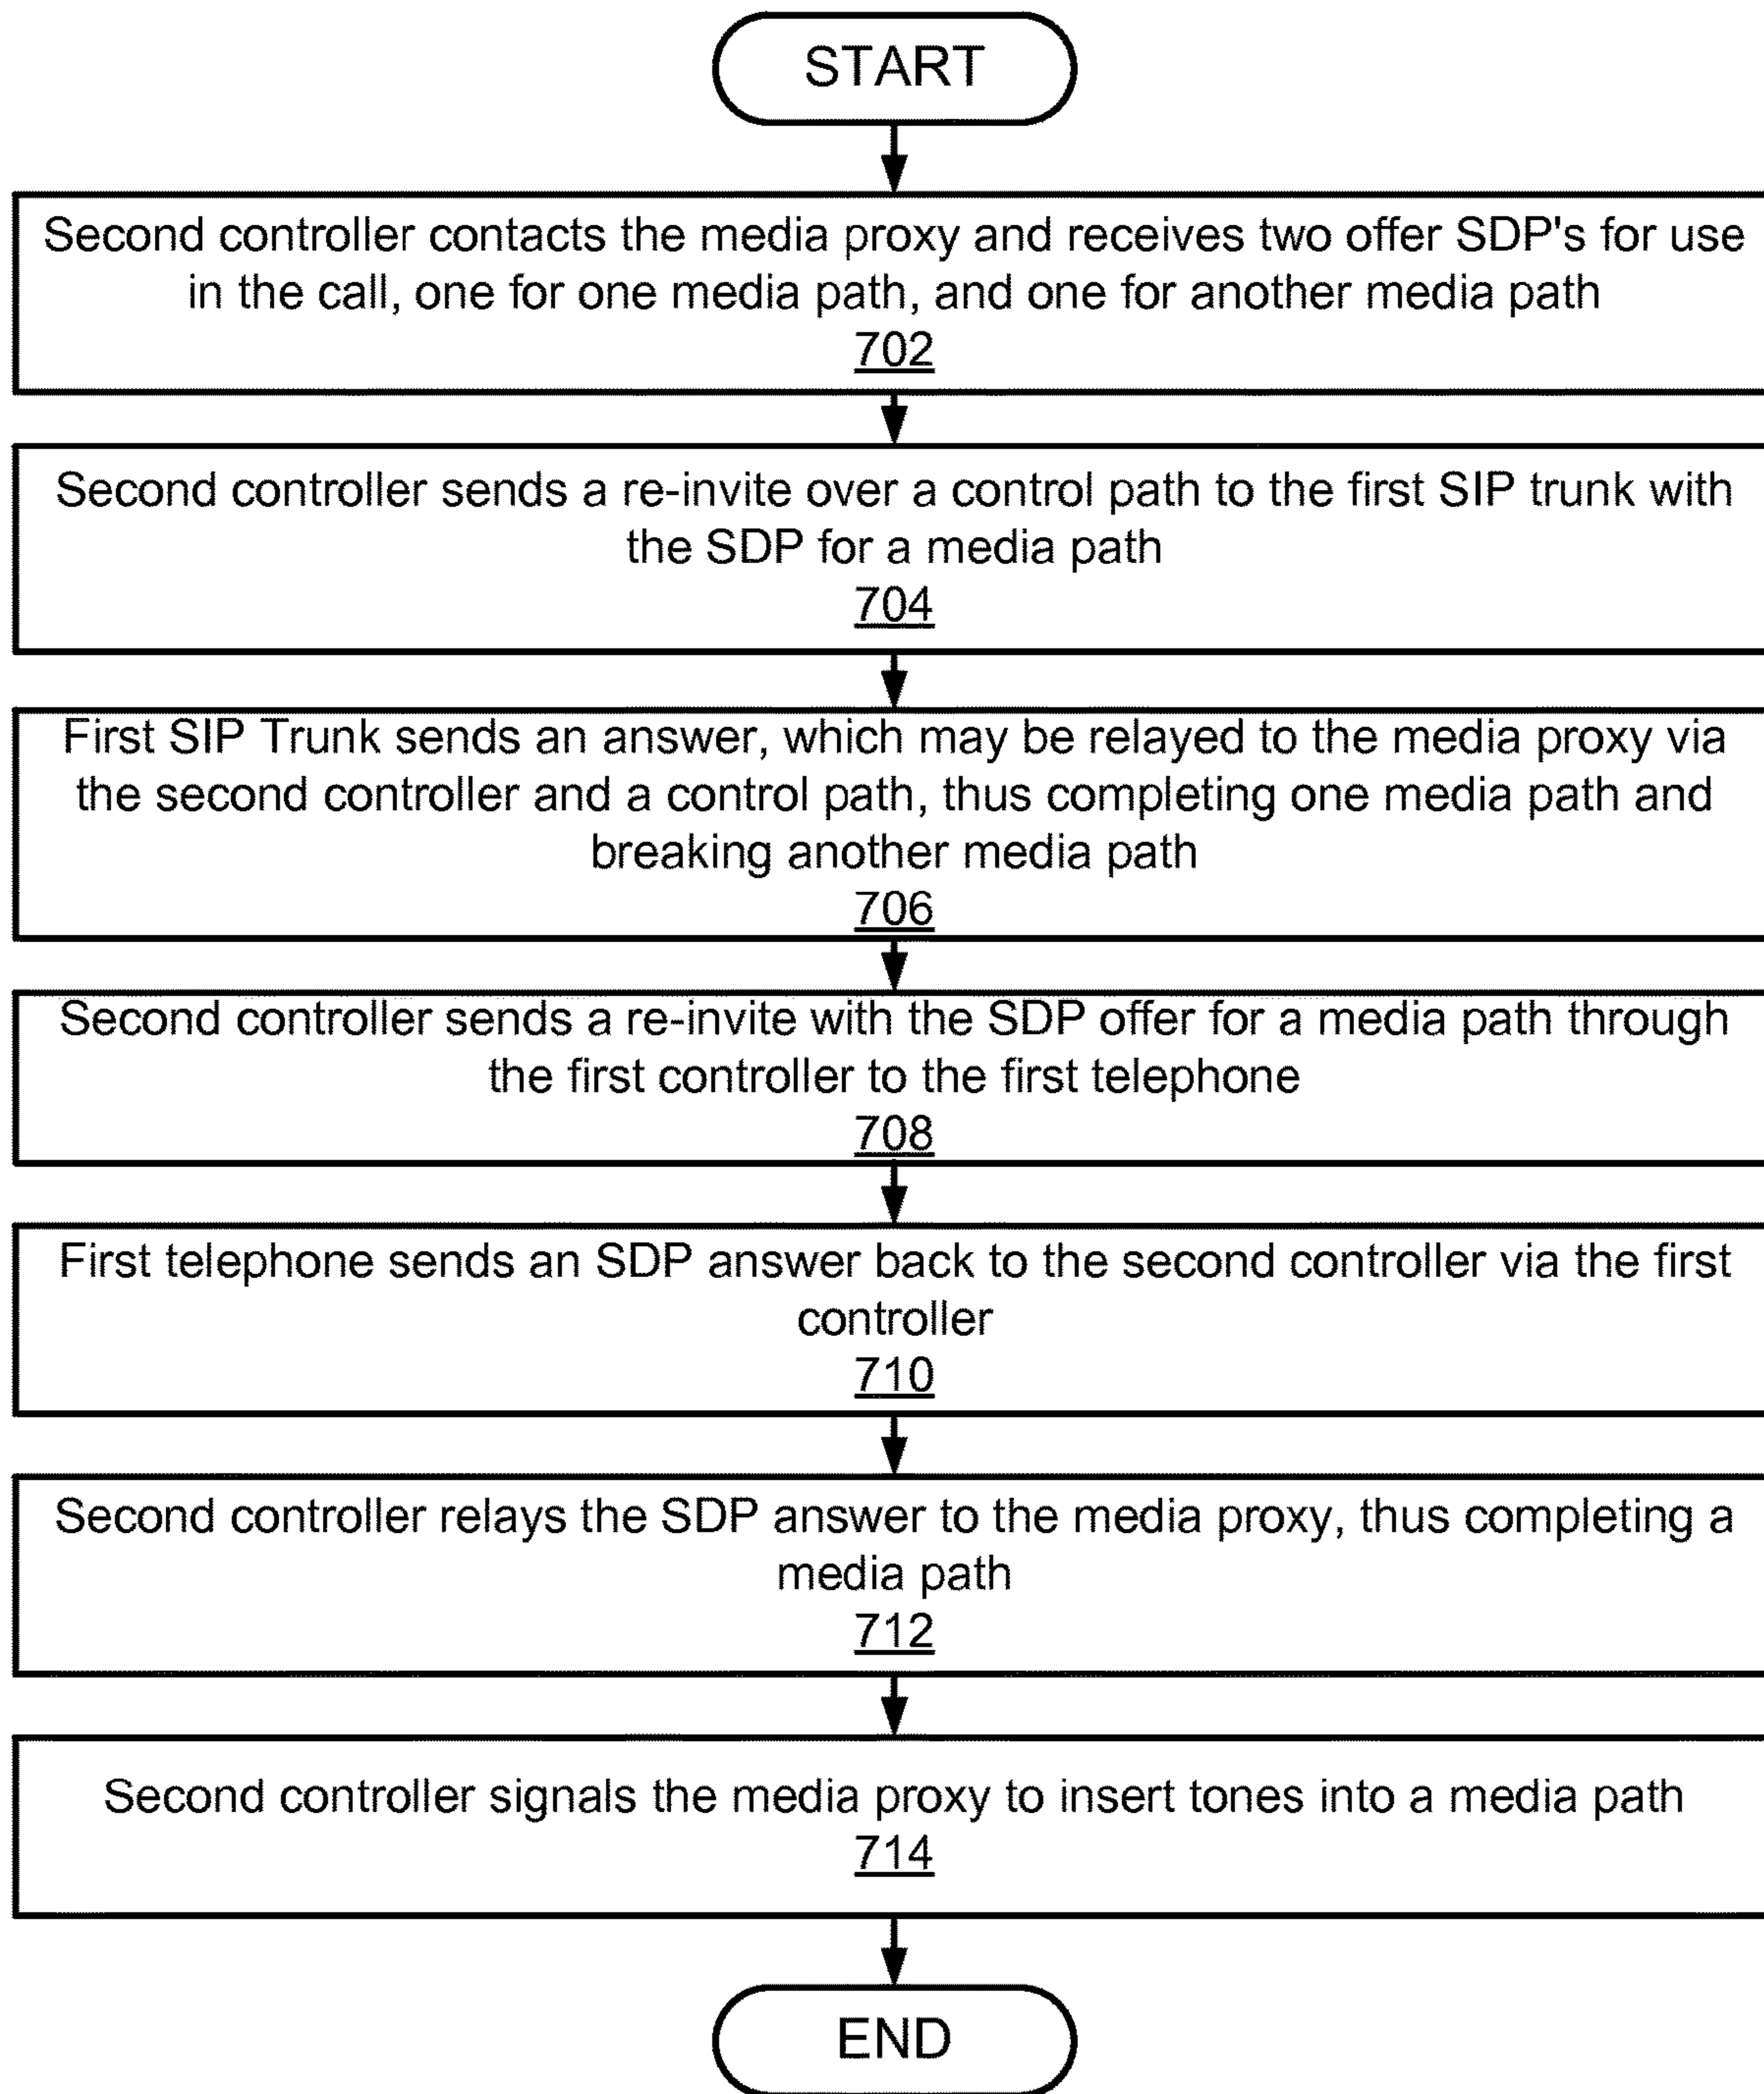 START
Second controller contacts the media proxy and receives two offer SDP's for use
in the call, one for one media path, and one for another media path
702
Second controller sends a re-invite over a control path to the first SIP trunk with
the SDP for a media path
704
First SIP Trunk sends an answer, which may be relayed to the media proxy via
the second controller and a control path, thus completing one media path and
breaking another media path
706
Second controller sends a re-invite with the SDP offer for a media path through
the first controller to the first telephone
708
First telephone sends an SDP answer back to the second controller via the first
controller
710
Second controller relays the SDP answer to the media proxy, thus completing a
media path
712
Second controller signals the media proxy to insert tones into a media path
714
END